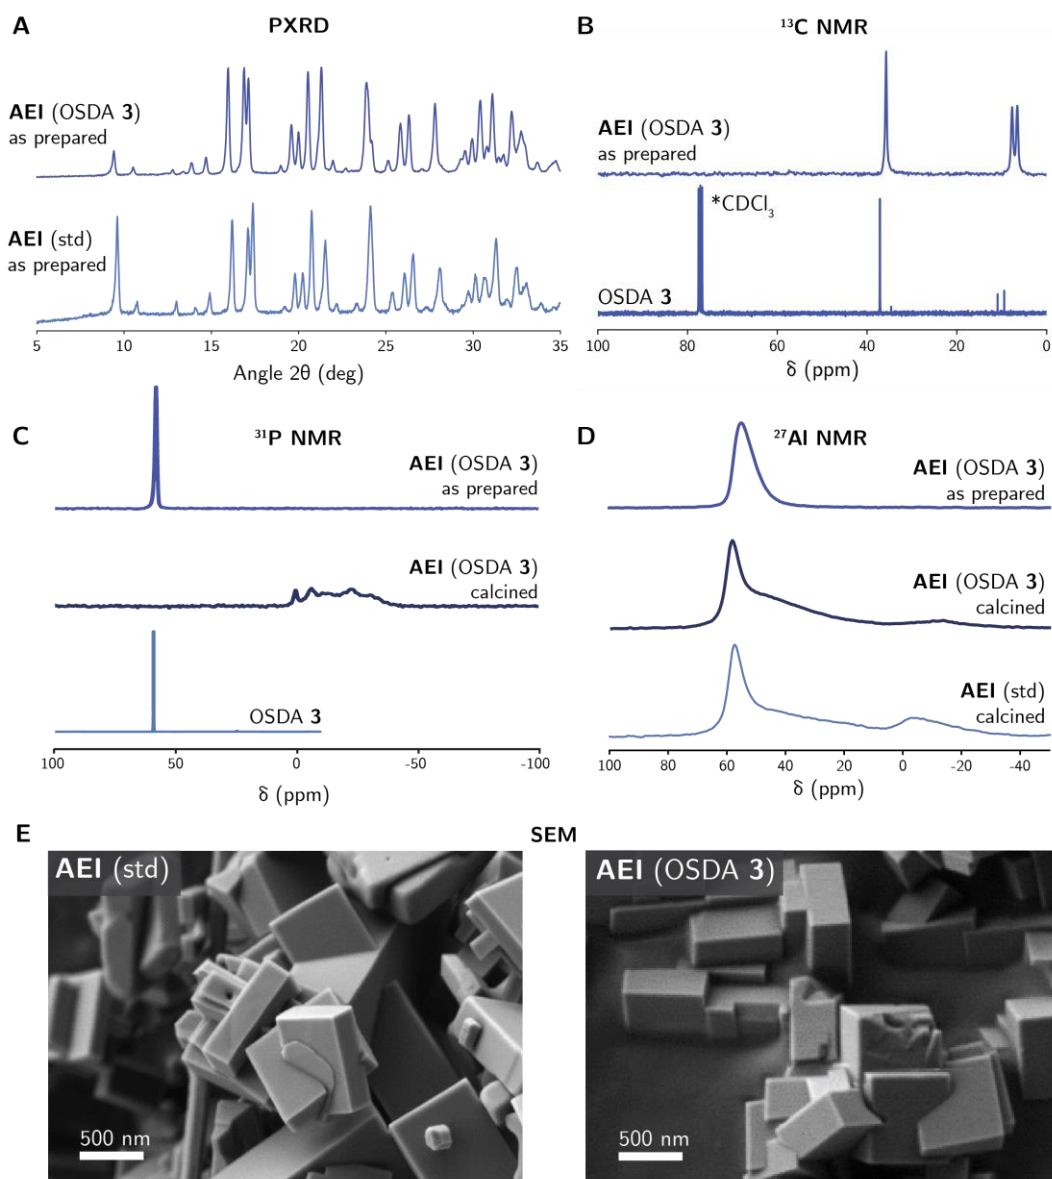 A
PXRD
AEI (OSDA 3)
as prepared
AEI (std)
as prepared
5 10 15 20 25 30 35
Angle 2θ (deg)
B
¹³C NMR
AEI (OSDA 3)
as prepared
*CDCl₃
OSDA 3
100 80 60 40 20 0
δ (ppm)
C
³¹P NMR
AEI (OSDA 3)
as prepared
AEI (OSDA 3)
calcined
OSDA 3
100 50 0 -50 -100
δ (ppm)
D
²⁷Al NMR
AEI (OSDA 3)
as prepared
AEI (OSDA 3)
calcined
AEI (std)
calcined
100 80 60 40 20 0 -20 -40
δ (ppm)
E
SEM
AEI (std)
500 nm
AEI (OSDA 3)
500 nm